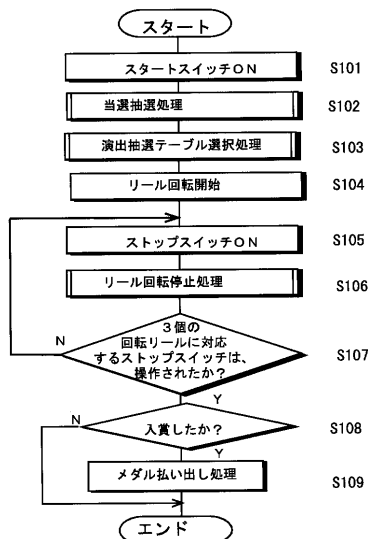 スタート
スタートスイッチON S101
当選抽選処理 S102
演出抽選テーブル選択処理 S103
リール回転開始 S104
ストップスイッチON S105
リール回転停止処理 S106
3個の
回転リールに対応
するストップスイッチは、
操作されたか？ S107
N
Y
入賞したか？ S108
N
Y
メダル払い出し処理 S109
エンド